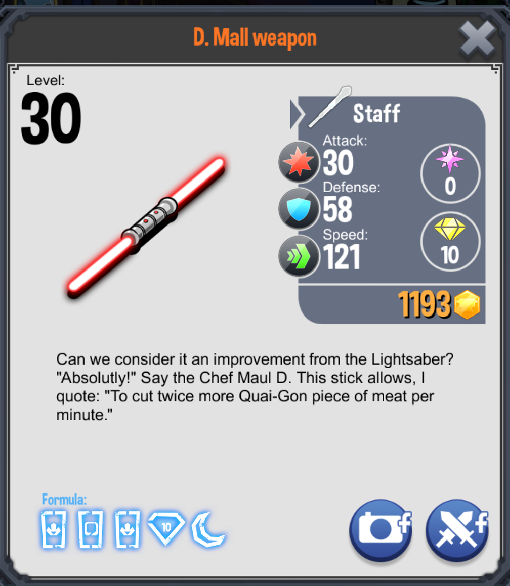 D. Mall weapon
Level:
30
Staff
Attack:
30
0
Defense:
58
Speed:
121
10
1193
Can we consider it an improvement from the Lightsaber?
"Absolutly!" Say the Chef Maul D. This stick allows, I
quote: "To cut twice more Quai-Gon piece of meat per
minute."
Formula:
10
f
f